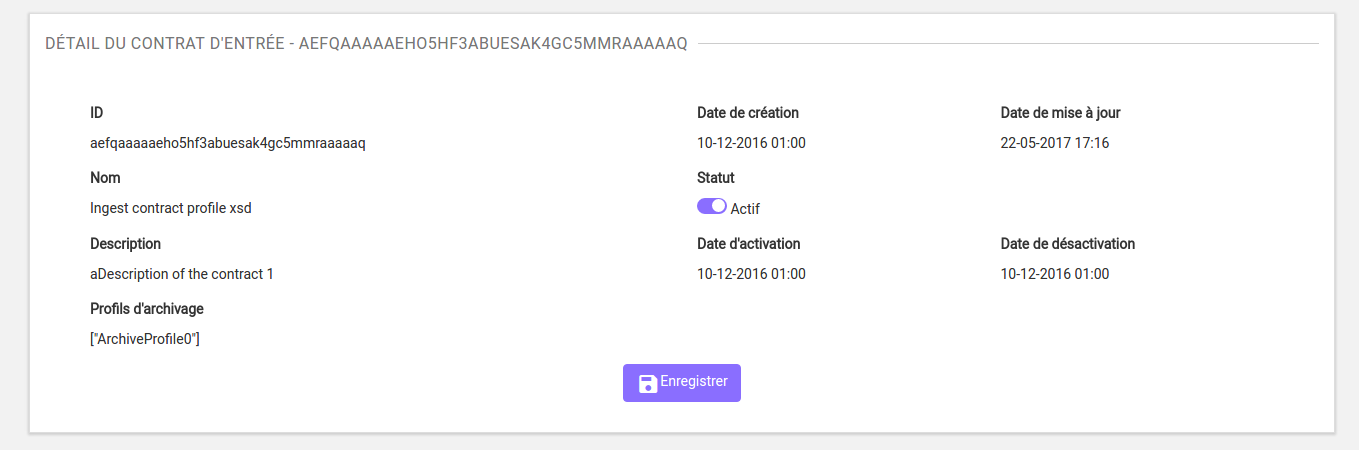 DÉTAIL DU CONTRAT D'ENTRÉE - AEFQAAAAAEHO5HF3ABUESAK4GC5MMRAAAAAQ
ID
Date de création
Date de mise à jour
aefqaaaaaeho5hf3abuesak4gc5mmraaaaaq
10-12-2016 01:00
22-05-2017 17:16
Nom
Statut
Ingest contract profile xsd
Actif
Description
Date d'activation
Date de désactivation
aDescription of the contract 1
10-12-2016 01:00
10-12-2016 01:00
Profils d'archivage
["ArchiveProfile0"]
Enregistrer